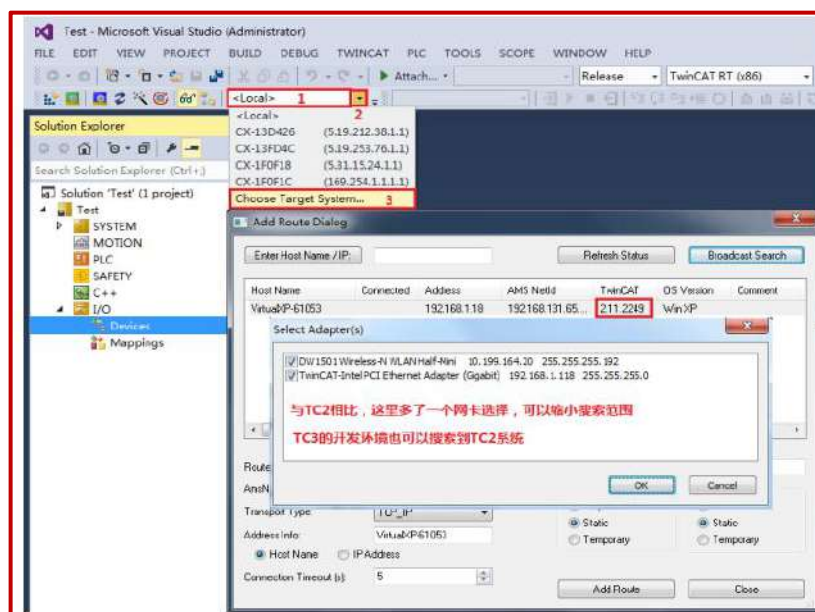 Test - Microsoft Visual Studio (Administrator)
FILE EDIT VIEW PROJECT BUILD DEBUG TWINCAT PLC TOOLS SCOPE WINDOW HELP
Attach... Release TwinCAT RT (x86)
<Local> 1
2
<Local>
CX-13D426 (5.19.212.38.1.1)
CX-13FD4C (5.19.253.76.1.1)
CX-1F0F18 (5.31.15.24.1.1)
CX-1F0F1C (169.254.1.1.1.1)
Choose Target System... 3
Solution Explorer
Search Solution Explorer (Ctrl+;)
Solution 'Test' (1 project)
Test
SYSTEM
MOTION
PLC
SAFETY
C++
I/O
Devices
Mappings
Add Route Dialog
Enter Host Name / IP: Refresh Status Broadcast Search
Host Name Connected Address AMS NetId TwinCAT OS Version Comment
VirtualXP-61053 192.168.1.18 192.168.131.65... 2.11.2249 Win XP
Select Adapter(s)
DW1501 Wireless-N WLAN Half-Mini 10.199.164.20 255.255.255.192
TwinCAT-Intel PCI Ethernet Adapter (Gigabit) 192.168.1.118 255.255.255.0
与TC2相比，这里多了一个网卡选择，可以缩小搜索范围
TC3的开发环境也可以搜索到TC2系统
OK Cancel
Route
AmsN
Transport Type: TCP_IP
Address Info: VirtualXP-61053
Host Name IP Address
Connection Timeout (s): 5
Static
Temporary
Static
Temporary
Add Route Close